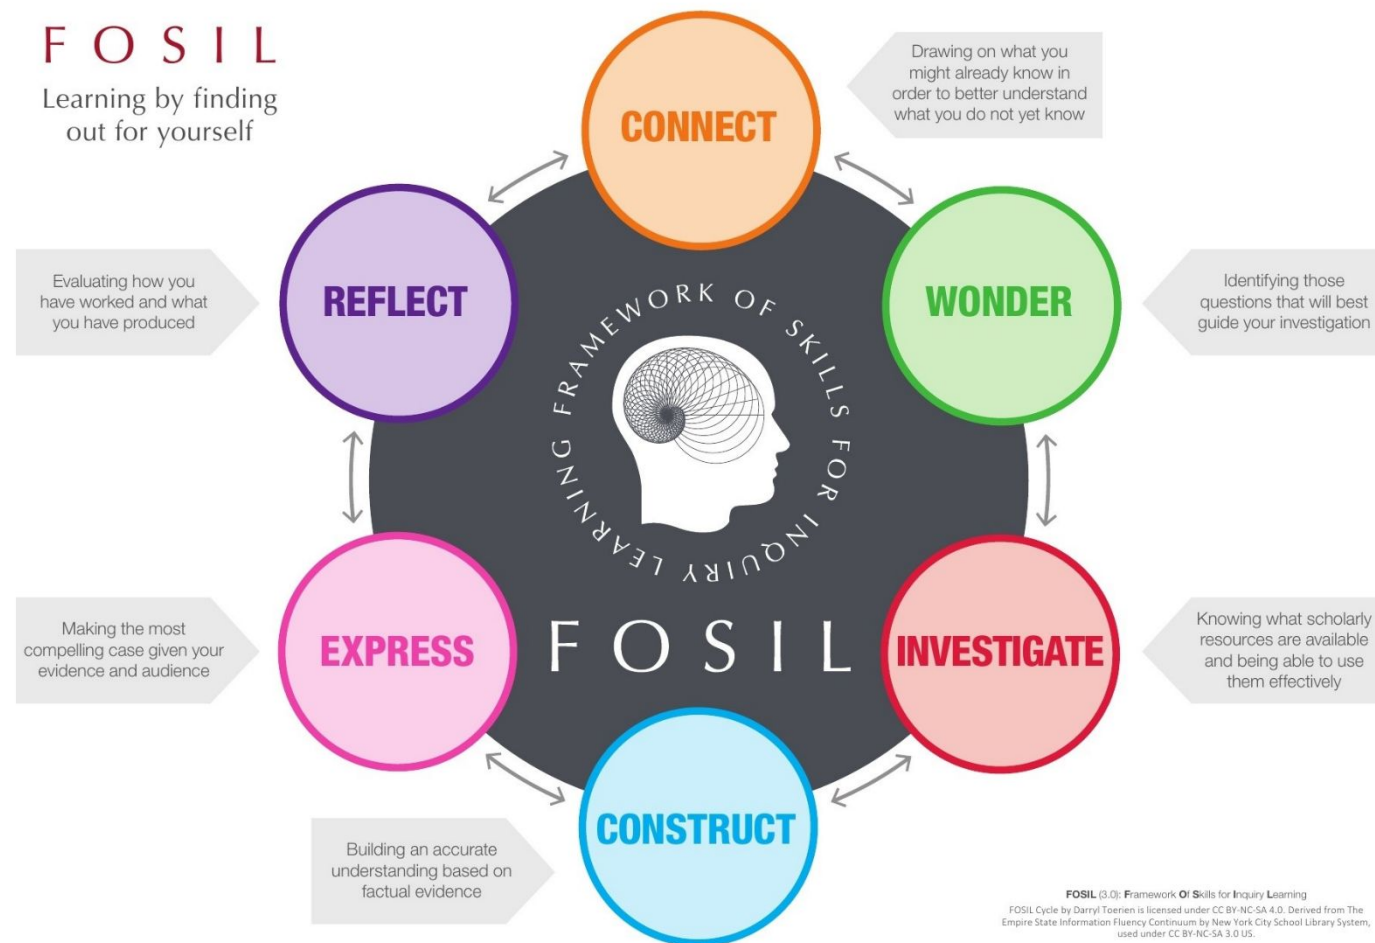 FOSIL
Learning by finding
out for yourself
CONNECT
Drawing on what you
might already know in
order to better understand
what you do not yet know
WONDER
Identifying those
questions that will best
guide your investigation
INVESTIGATE
Knowing what scholarly
resources are available
and being able to use
them effectively
CONSTRUCT
Building an accurate
understanding based on
factual evidence
EXPRESS
Making the most
compelling case given your
evidence and audience
REFLECT
Evaluating how you
have worked and what
you have produced
FRAMEWORK OF SKILLS FOR INQUIRY LEARNING
FOSIL
FOSIL (3.0): Framework Of Skills for Inquiry Learning
FOSIL Cycle by Darryl Toerien is licensed under CC BY-NC-SA 4.0. Derived from The
Empire State Information Fluency Continuum by New York City School Library System,
used under CC BY-NC-SA 3.0 US.